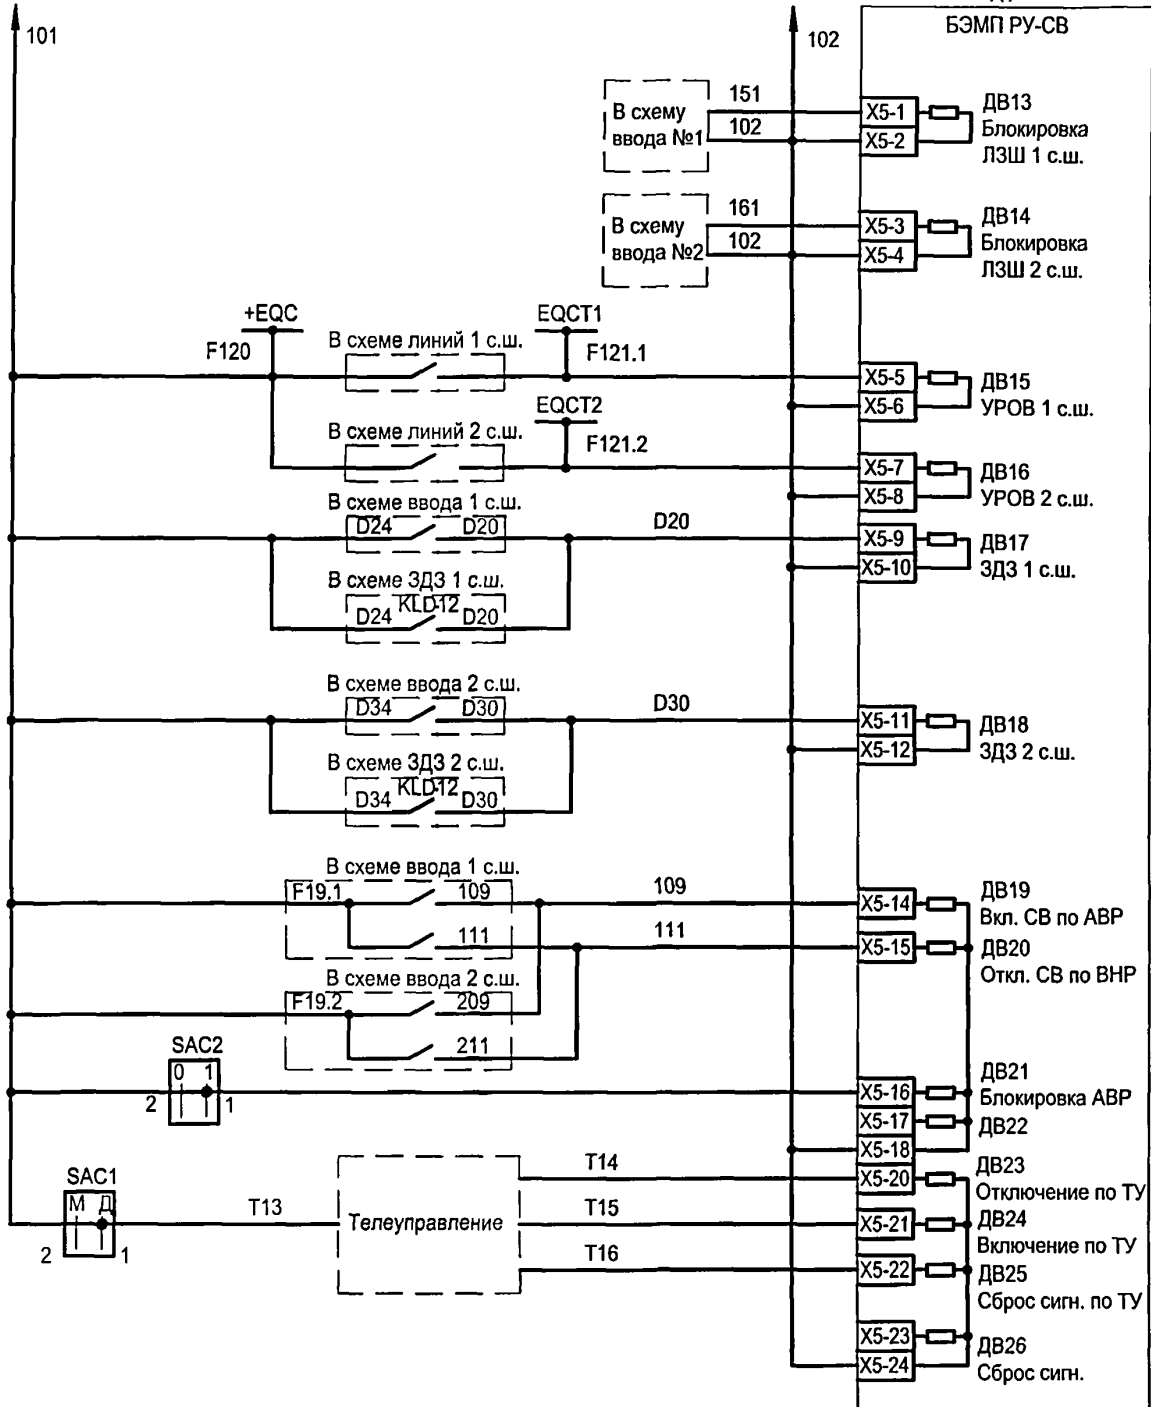 101
102
БЭМП РУ-СВ
В схему
ввода №1
151
102
X5-1
X5-2
ДВ13
Блокировка
ЛЗШ 1 с.ш.
В схему
ввода №2
161
102
X5-3
X5-4
ДВ14
Блокировка
ЛЗШ 2 с.ш.
+EQC
F120
В схеме линий 1 с.ш.
EQCT1
F121.1
X5-5
X5-6
ДВ15
УРОВ 1 с.ш.
В схеме линий 2 с.ш.
EQCT2
F121.2
X5-7
X5-8
ДВ16
УРОВ 2 с.ш.
В схеме ввода 1 с.ш.
D24
D20
D20
X5-9
X5-10
ДВ17
ЗДЗ 1 с.ш.
В схеме ЗДЗ 1 с.ш.
KLD12
D24
D20
В схеме ввода 2 с.ш.
D34
D30
D30
X5-11
X5-12
ДВ18
ЗДЗ 2 с.ш.
В схеме ЗДЗ 2 с.ш.
KLD12
D34
D30
В схеме ввода 1 с.ш.
F19.1
109
109
X5-14
ДВ19
Вкл. СВ по АВР
111
111
X5-15
ДВ20
Откл. СВ по ВНР
В схеме ввода 2 с.ш.
F19.2
209
211
SAC2
0 1
2
1
X5-16
ДВ21
Блокировка АВР
X5-17
ДВ22
X5-18
SAC1
М Д
2
1
T13
Телеуправление
T14
X5-20
ДВ23
Отключение по ТУ
T15
X5-21
ДВ24
Включение по ТУ
T16
X5-22
ДВ25
Сброс сигн. по ТУ
X5-23
X5-24
ДВ26
Сброс сигн.